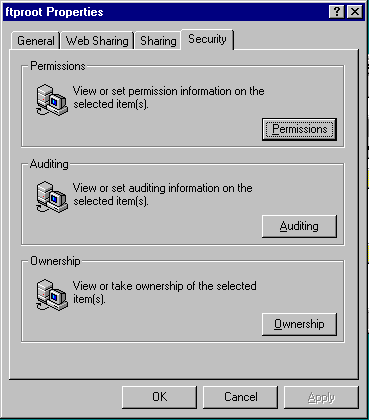 ftproot Properties
General Web Sharing Sharing Security
Permissions
View or set permission information on the
selected item(s).
Permissions
Auditing
View or set auditing information on the
selected item(s).
Auditing
Ownership
View or take ownership of the selected
item(s).
Ownership
OK Cancel Apply